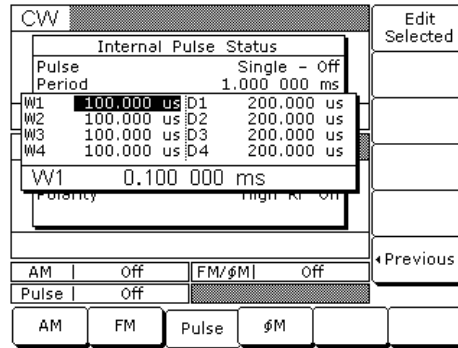 CW
Edit
Selected
Internal Pulse Status
Pulse Single - Off
Period 1.000 000 ms
W1 100.000 us D1 200.000 us
W2 100.000 us D2 200.000 us
W3 100.000 us D3 200.000 us
W4 100.000 us D4 200.000 us
W1 0.100 000 ms
Polarity High RF On
◂Previous
AM | Off FM/ϕM| Off
Pulse | Off
AM FM Pulse ϕM